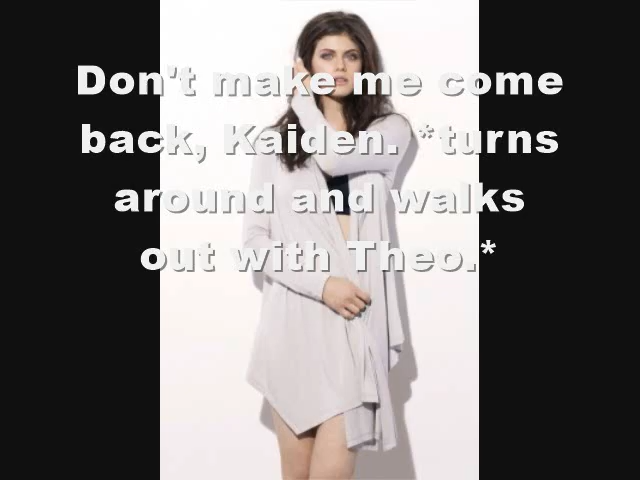 Don't make me come
back, Kaiden. *turns
around and walks
out with Theo.*